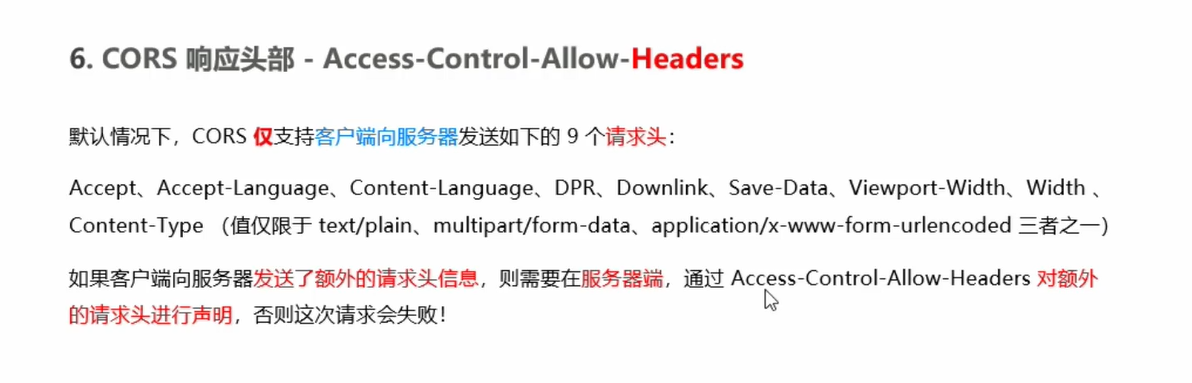 6. CORS 响应头部 - Access-Control-Allow-Headers
默认情况下，CORS 仅支持客户端向服务器发送如下的 9 个请求头：
Accept、Accept-Language、Content-Language、DPR、Downlink、Save-Data、Viewport-Width、Width 、
Content-Type （值仅限于 text/plain、multipart/form-data、application/x-www-form-urlencoded 三者之一）
如果客户端向服务器发送了额外的请求头信息，则需要在服务器端，通过 Access-Control-Allow-Headers 对额外
的请求头进行声明，否则这次请求会失败！